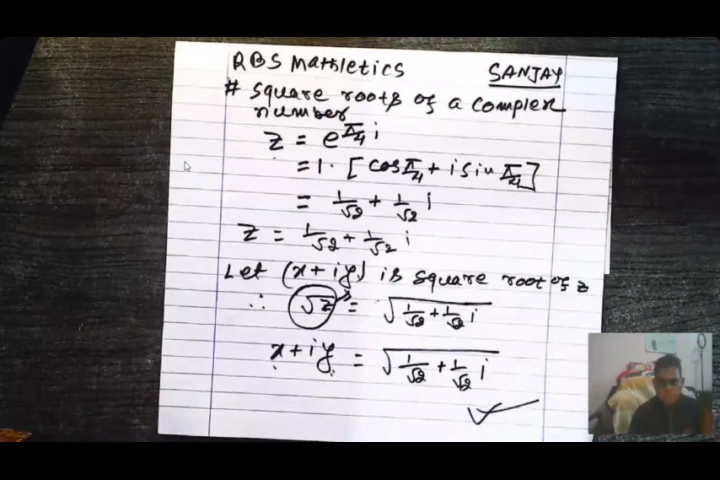 RBS Mathletics SANJAY
# square roots of a complex
number
z = e^{π/4 i}
= 1. [cos π/4 + i sin π/4]
= 1/√2 + 1/√2 i
z = 1/√2 + 1/√2 i
Let (x+iy) is square root of z
∴ √z = √(1/√2 + 1/√2 i)
x+iy = √(1/√2 + 1/√2 i)